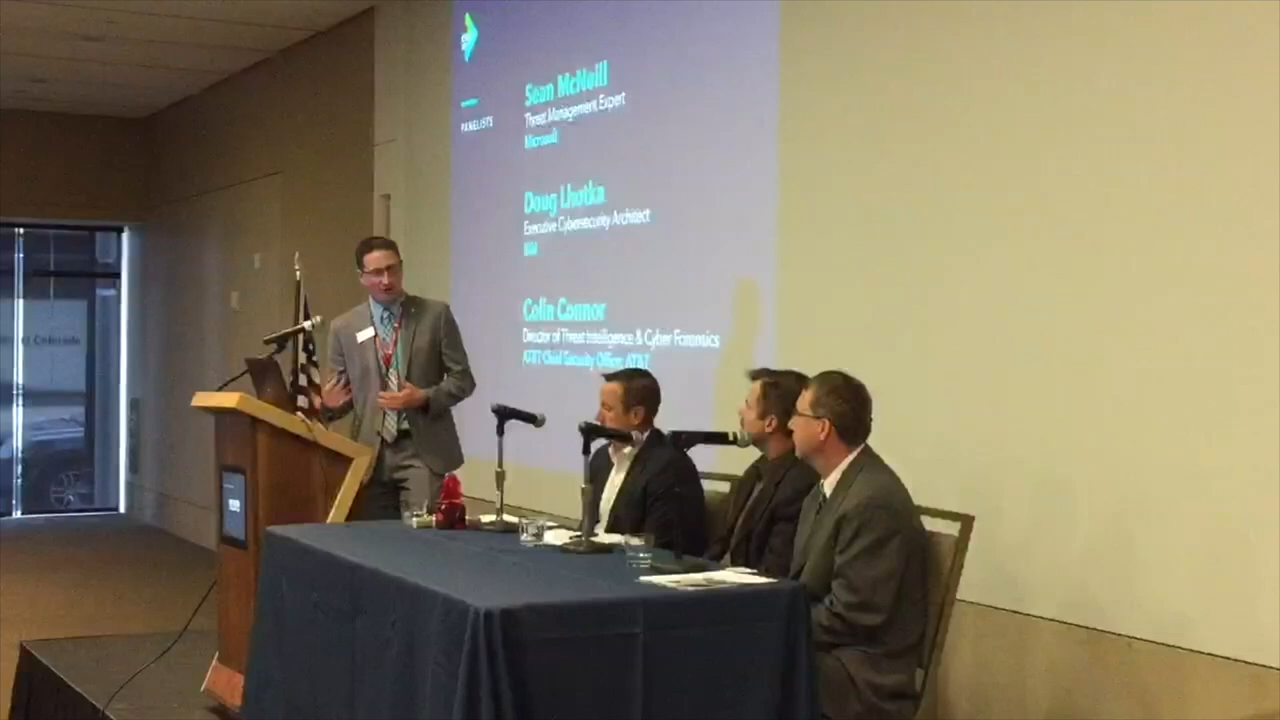 PANELISTS
Sean McNeill
Threat Management Expert
Microsoft
Doug Lhotka
Executive Cybersecurity Architect
IBM
Colin Connor
Director of Threat Intelligence & Cyber Forensics
AT&T Chief Security Office; AT&T
Colorado